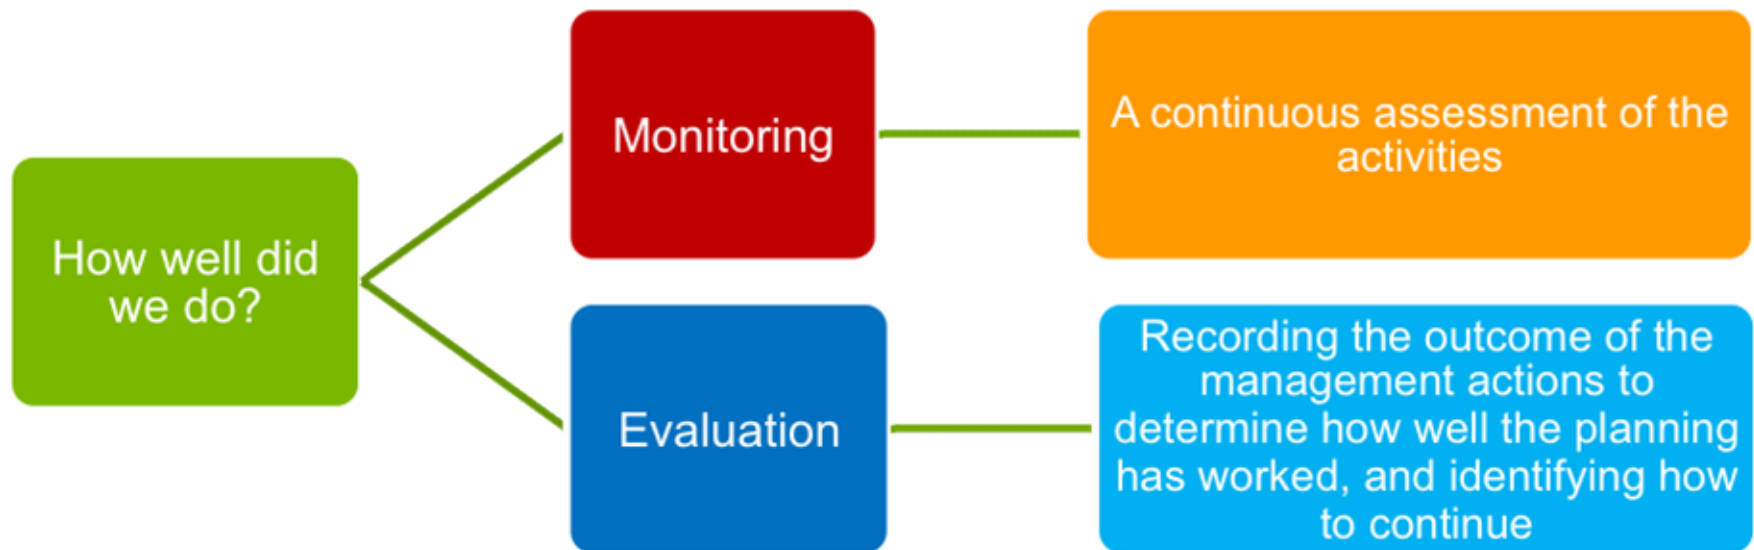 How well did
we do?
Monitoring
A continuous assessment of the
activities
Evaluation
Recording the outcome of the
management actions to
determine how well the planning
has worked, and identifying how
to continue